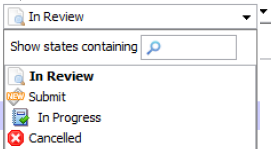 In Review
Show states containing
In Review
Submit
In Progress
Cancelled